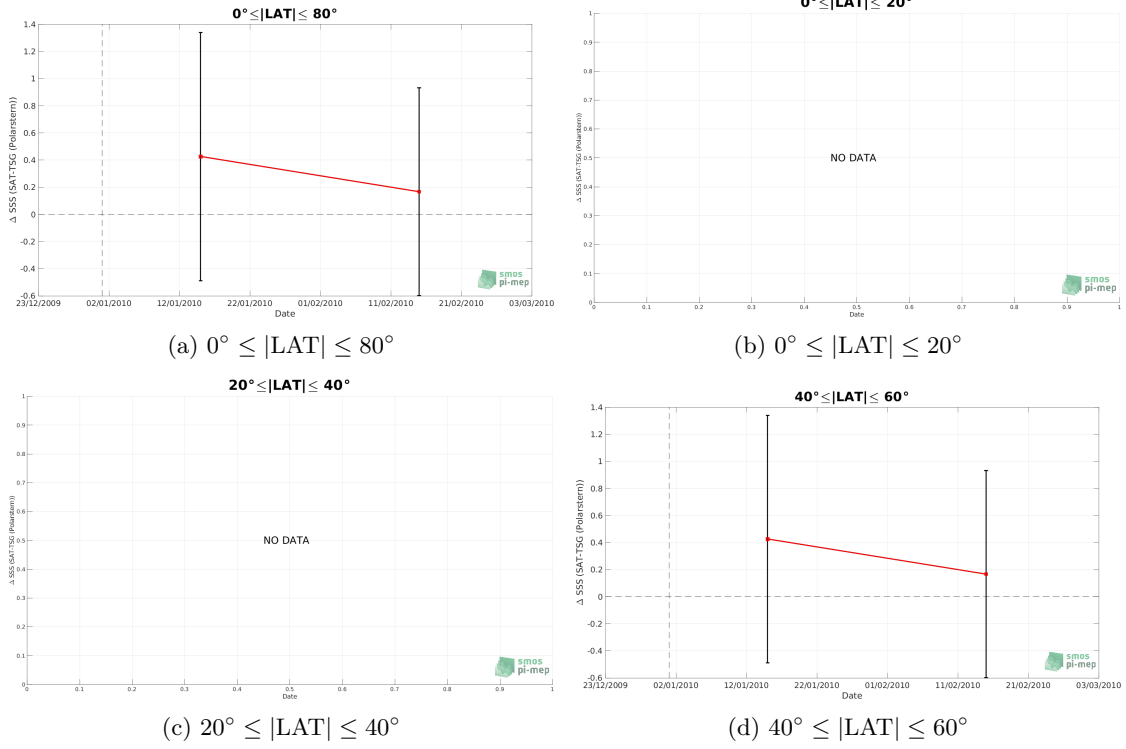 0°≤|LAT|≤ 80°
1.4
1.2
1
0.8
0.6
0.4
0.2
0
-0.2
-0.4
-0.6
Δ SSS (SAT-TSG (Polarstern))
23/12/2009 02/01/2010 12/01/2010 22/01/2010 01/02/2010 11/02/2010 21/02/2010 03/03/2010
Date
smos
pi-mep
(a) 0° ≤ |LAT| ≤ 80°
0°≤|LAT|≤ 20°
1
0.9
0.8
0.7
0.6
0.5
0.4
0.3
0.2
0.1
0
Δ SSS (SAT-TSG (Polarstern))
NO DATA
0 0.1 0.2 0.3 0.4 0.5 0.6 0.7 0.8 0.9 1
Date
smos
pi-mep
(b) 0° ≤ |LAT| ≤ 20°
20°≤|LAT|≤ 40°
1
0.9
0.8
0.7
0.6
0.5
0.4
0.3
0.2
0.1
0
Δ SSS (SAT-TSG (Polarstern))
NO DATA
0 0.1 0.2 0.3 0.4 0.5 0.6 0.7 0.8 0.9 1
Date
smos
pi-mep
(c) 20° ≤ |LAT| ≤ 40°
40°≤|LAT|≤ 60°
1.4
1.2
1
0.8
0.6
0.4
0.2
0
-0.2
-0.4
-0.6
Δ SSS (SAT-TSG (Polarstern))
23/12/2009 02/01/2010 12/01/2010 22/01/2010 01/02/2010 11/02/2010 21/02/2010 03/03/2010
Date
smos
pi-mep
(d) 40° ≤ |LAT| ≤ 60°